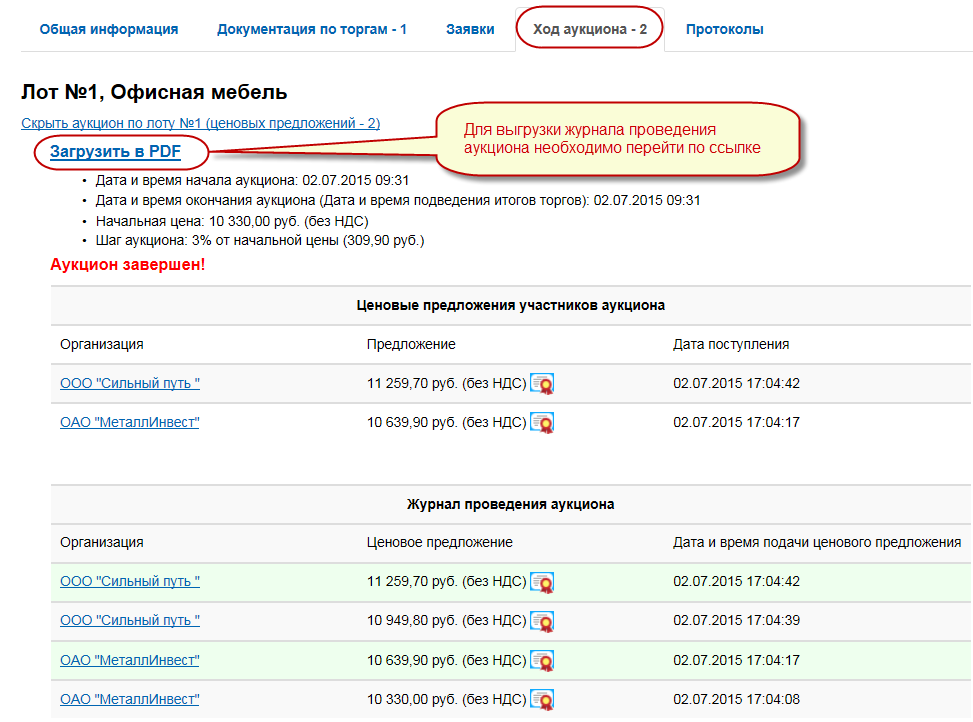 Общая информация Документация по торгам - 1 Заявки Ход аукциона - 2 Протоколы
Лот №1, Офисная мебель
Скрыть аукцион по лоту №1 (ценовых предложений - 2)
Для выгрузки журнала проведения
аукциона необходимо перейти по ссылке
Загрузить в PDF
• Дата и время начала аукциона: 02.07.2015 09:31
• Дата и время окончания аукциона (Дата и время подведения итогов торгов): 02.07.2015 09:31
• Начальная цена: 10 330,00 руб. (без НДС)
• Шаг аукциона: 3% от начальной цены (309,90 руб.)
Аукцион завершен!
Ценовые предложения участников аукциона
Организация Предложение Дата поступления
ООО "Сильный путь " 11 259,70 руб. (без НДС) 02.07.2015 17:04:42
ОАО "МеталлИнвест" 10 639,90 руб. (без НДС) 02.07.2015 17:04:17
Журнал проведения аукциона
Организация Ценовое предложение Дата и время подачи ценового предложения
ООО "Сильный путь " 11 259,70 руб. (без НДС) 02.07.2015 17:04:42
ООО "Сильный путь " 10 949,80 руб. (без НДС) 02.07.2015 17:04:39
ОАО "МеталлИнвест" 10 639,90 руб. (без НДС) 02.07.2015 17:04:17
ОАО "МеталлИнвест" 10 330,00 руб. (без НДС) 02.07.2015 17:04:08